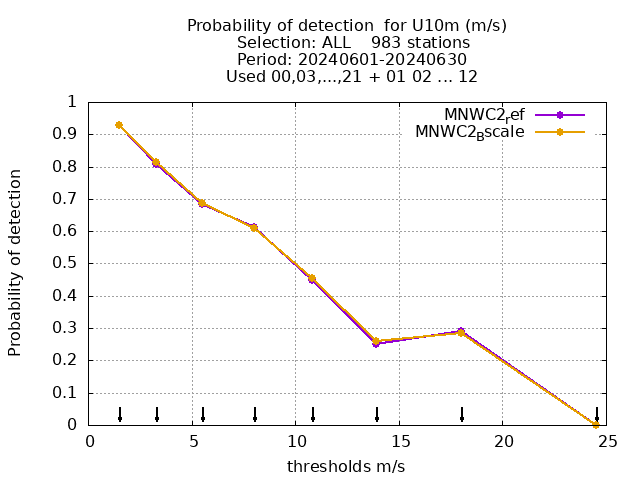 Probability of detection  for U10m (m/s)
Selection: ALL    983 stations
Period: 20240601-20240630
Used 00,03,...,21 + 01 02 ... 12
MNWC2ref
MNWC2Bscale
1
0.9
0.8
0.7
0.6
0.5
0.4
0.3
0.2
0.1
0
Probability of detection
0 5 10 15 20 25
thresholds m/s